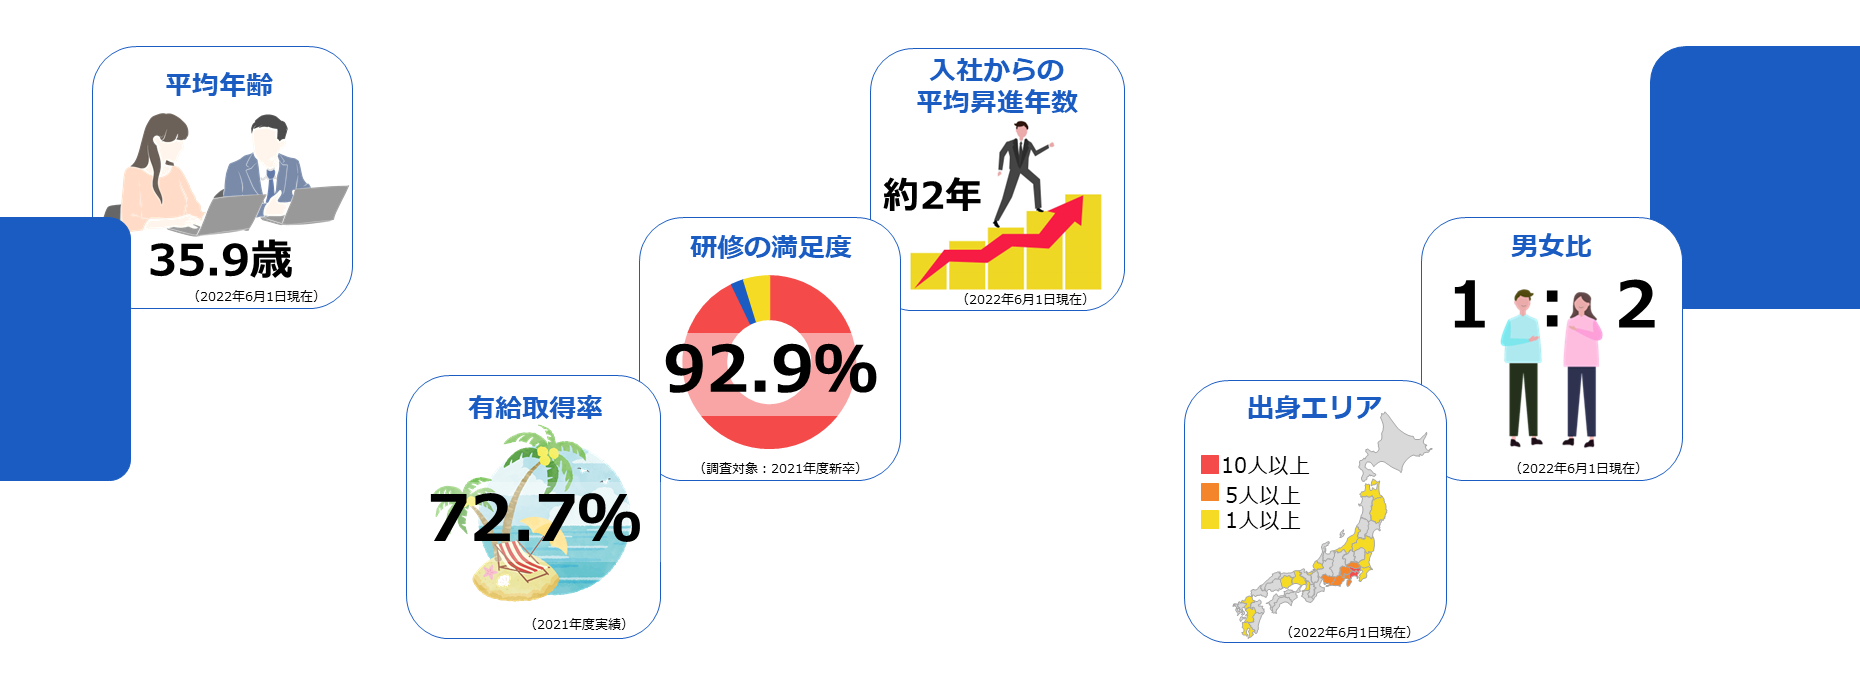 平均年齢
35.9歳
（2022年6月1日現在）
有給取得率
72.7%
（2021年度実績）
研修の満足度
92.9%
（調査対象：2021年度新卒）
入社からの
平均昇進年数
約2年
（2022年6月1日現在）
出身エリア
10人以上
5人以上
1人以上
（2022年6月1日現在）
男女比
1 : 2
（2022年6月1日現在）